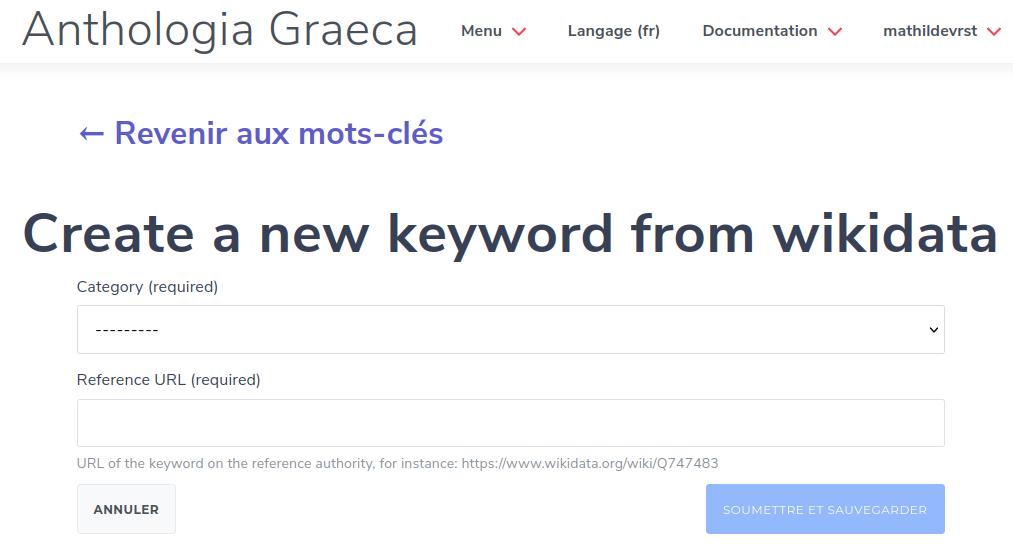 Anthologia Graeca Menu Langage (fr) Documentation mathildevrst
← Revenir aux mots-clés
Create a new keyword from wikidata
Category (required)
---------
Reference URL (required)
URL of the keyword on the reference authority, for instance: https://www.wikidata.org/wiki/Q747483
ANNULER SOUMETTRE ET SAUVEGARDER